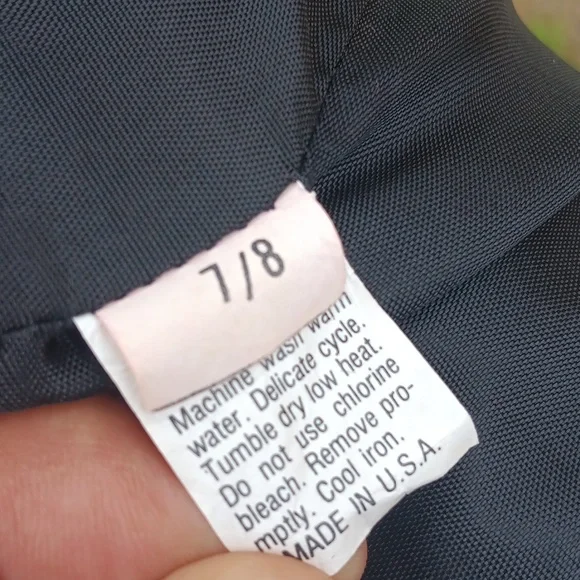 7/8
Machine wash warm
water. Delicate cycle.
Tumble dry low heat.
Do not use chlorine
bleach. Remove pro-
mptly. Cool iron.
MADE IN U.S.A.